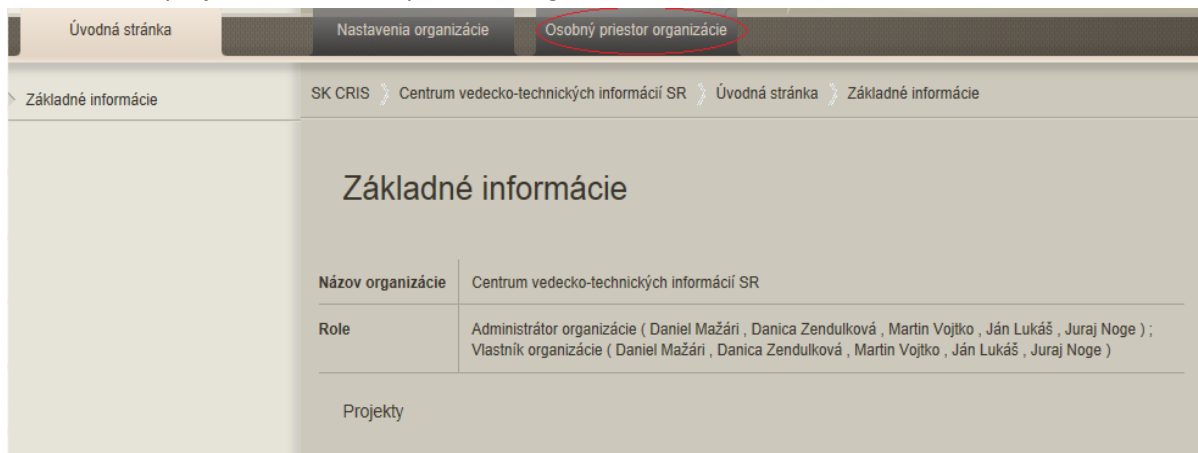 Úvodná stránka
Nastavenia organizácie
Osobný priestor organizácie
Základné informácie
SK CRIS Centrum vedecko-technických informácií SR Úvodná stránka Základné informácie
Základné informácie
Názov organizácie Centrum vedecko-technických informácií SR
Role Administrátor organizácie ( Daniel Mažári , Danica Zendulková , Martin Vojtko , Ján Lukáš , Juraj Noge ) ;
Vlastník organizácie ( Daniel Mažári , Danica Zendulková , Martin Vojtko , Ján Lukáš , Juraj Noge )
Projekty